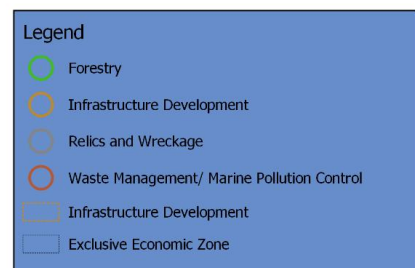 Legend
Forestry
Infrastructure Development
Relics and Wreckage
Waste Management/ Marine Pollution Control
Infrastructure Development
Exclusive Economic Zone